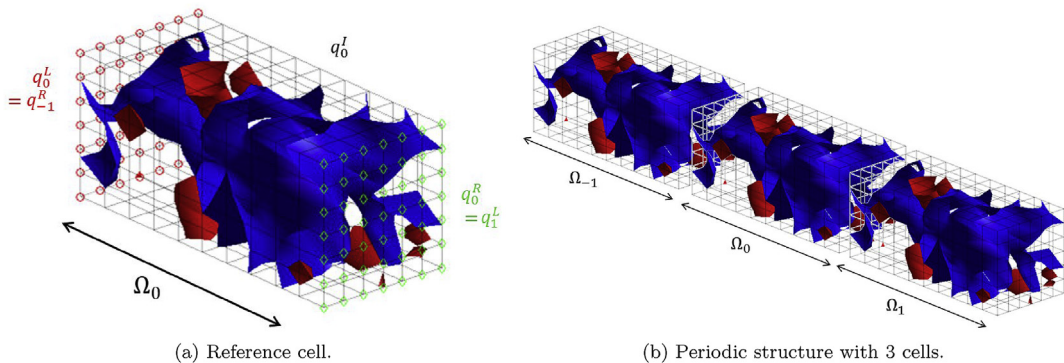 q_0^I
q_0^L
= q_{-1}^R
q_0^R
= q_1^L
Ω_0
(a) Reference cell.
Ω_{-1}
Ω_0
Ω_1
(b) Periodic structure with 3 cells.